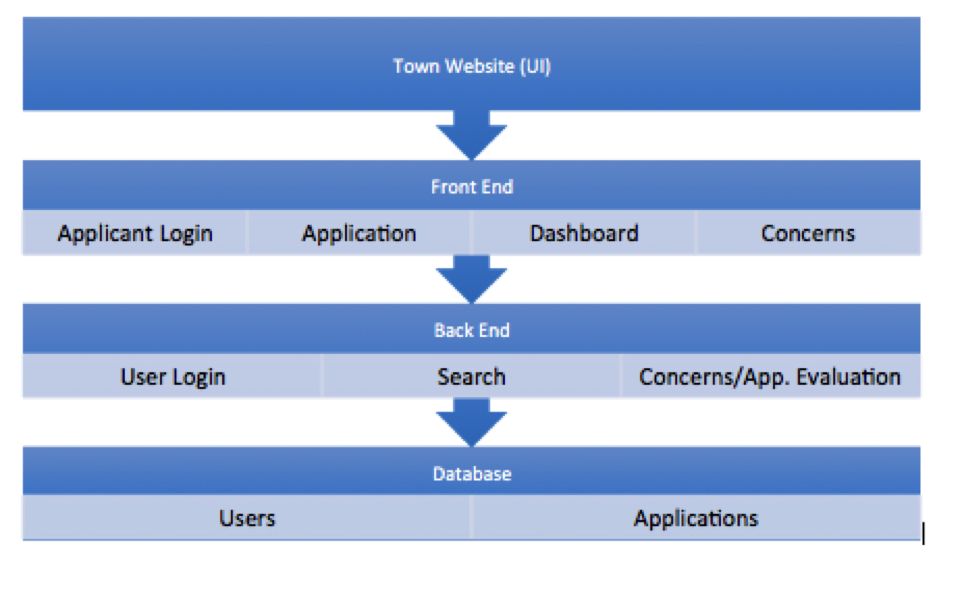 Town Website (UI)
Front End
Applicant Login Application Dashboard Concerns
Back End
User Login Search Concerns/App. Evaluation
Database
Users Applications